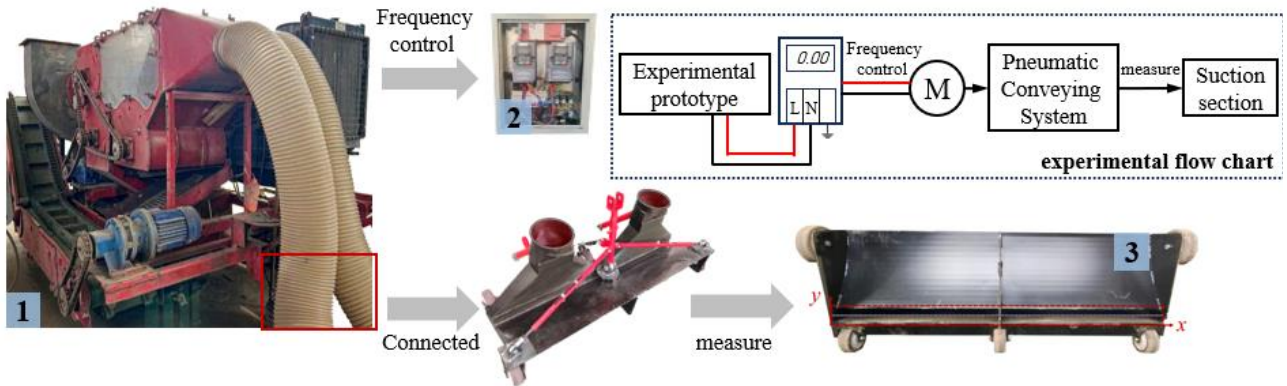 Frequency
control
1
2
Experimental
prototype
0.00
L N
Frequency
control
M
Pneumatic
Conveying
System
measure
Suction
section
experimental flow chart
Connected
measure
3
y
x